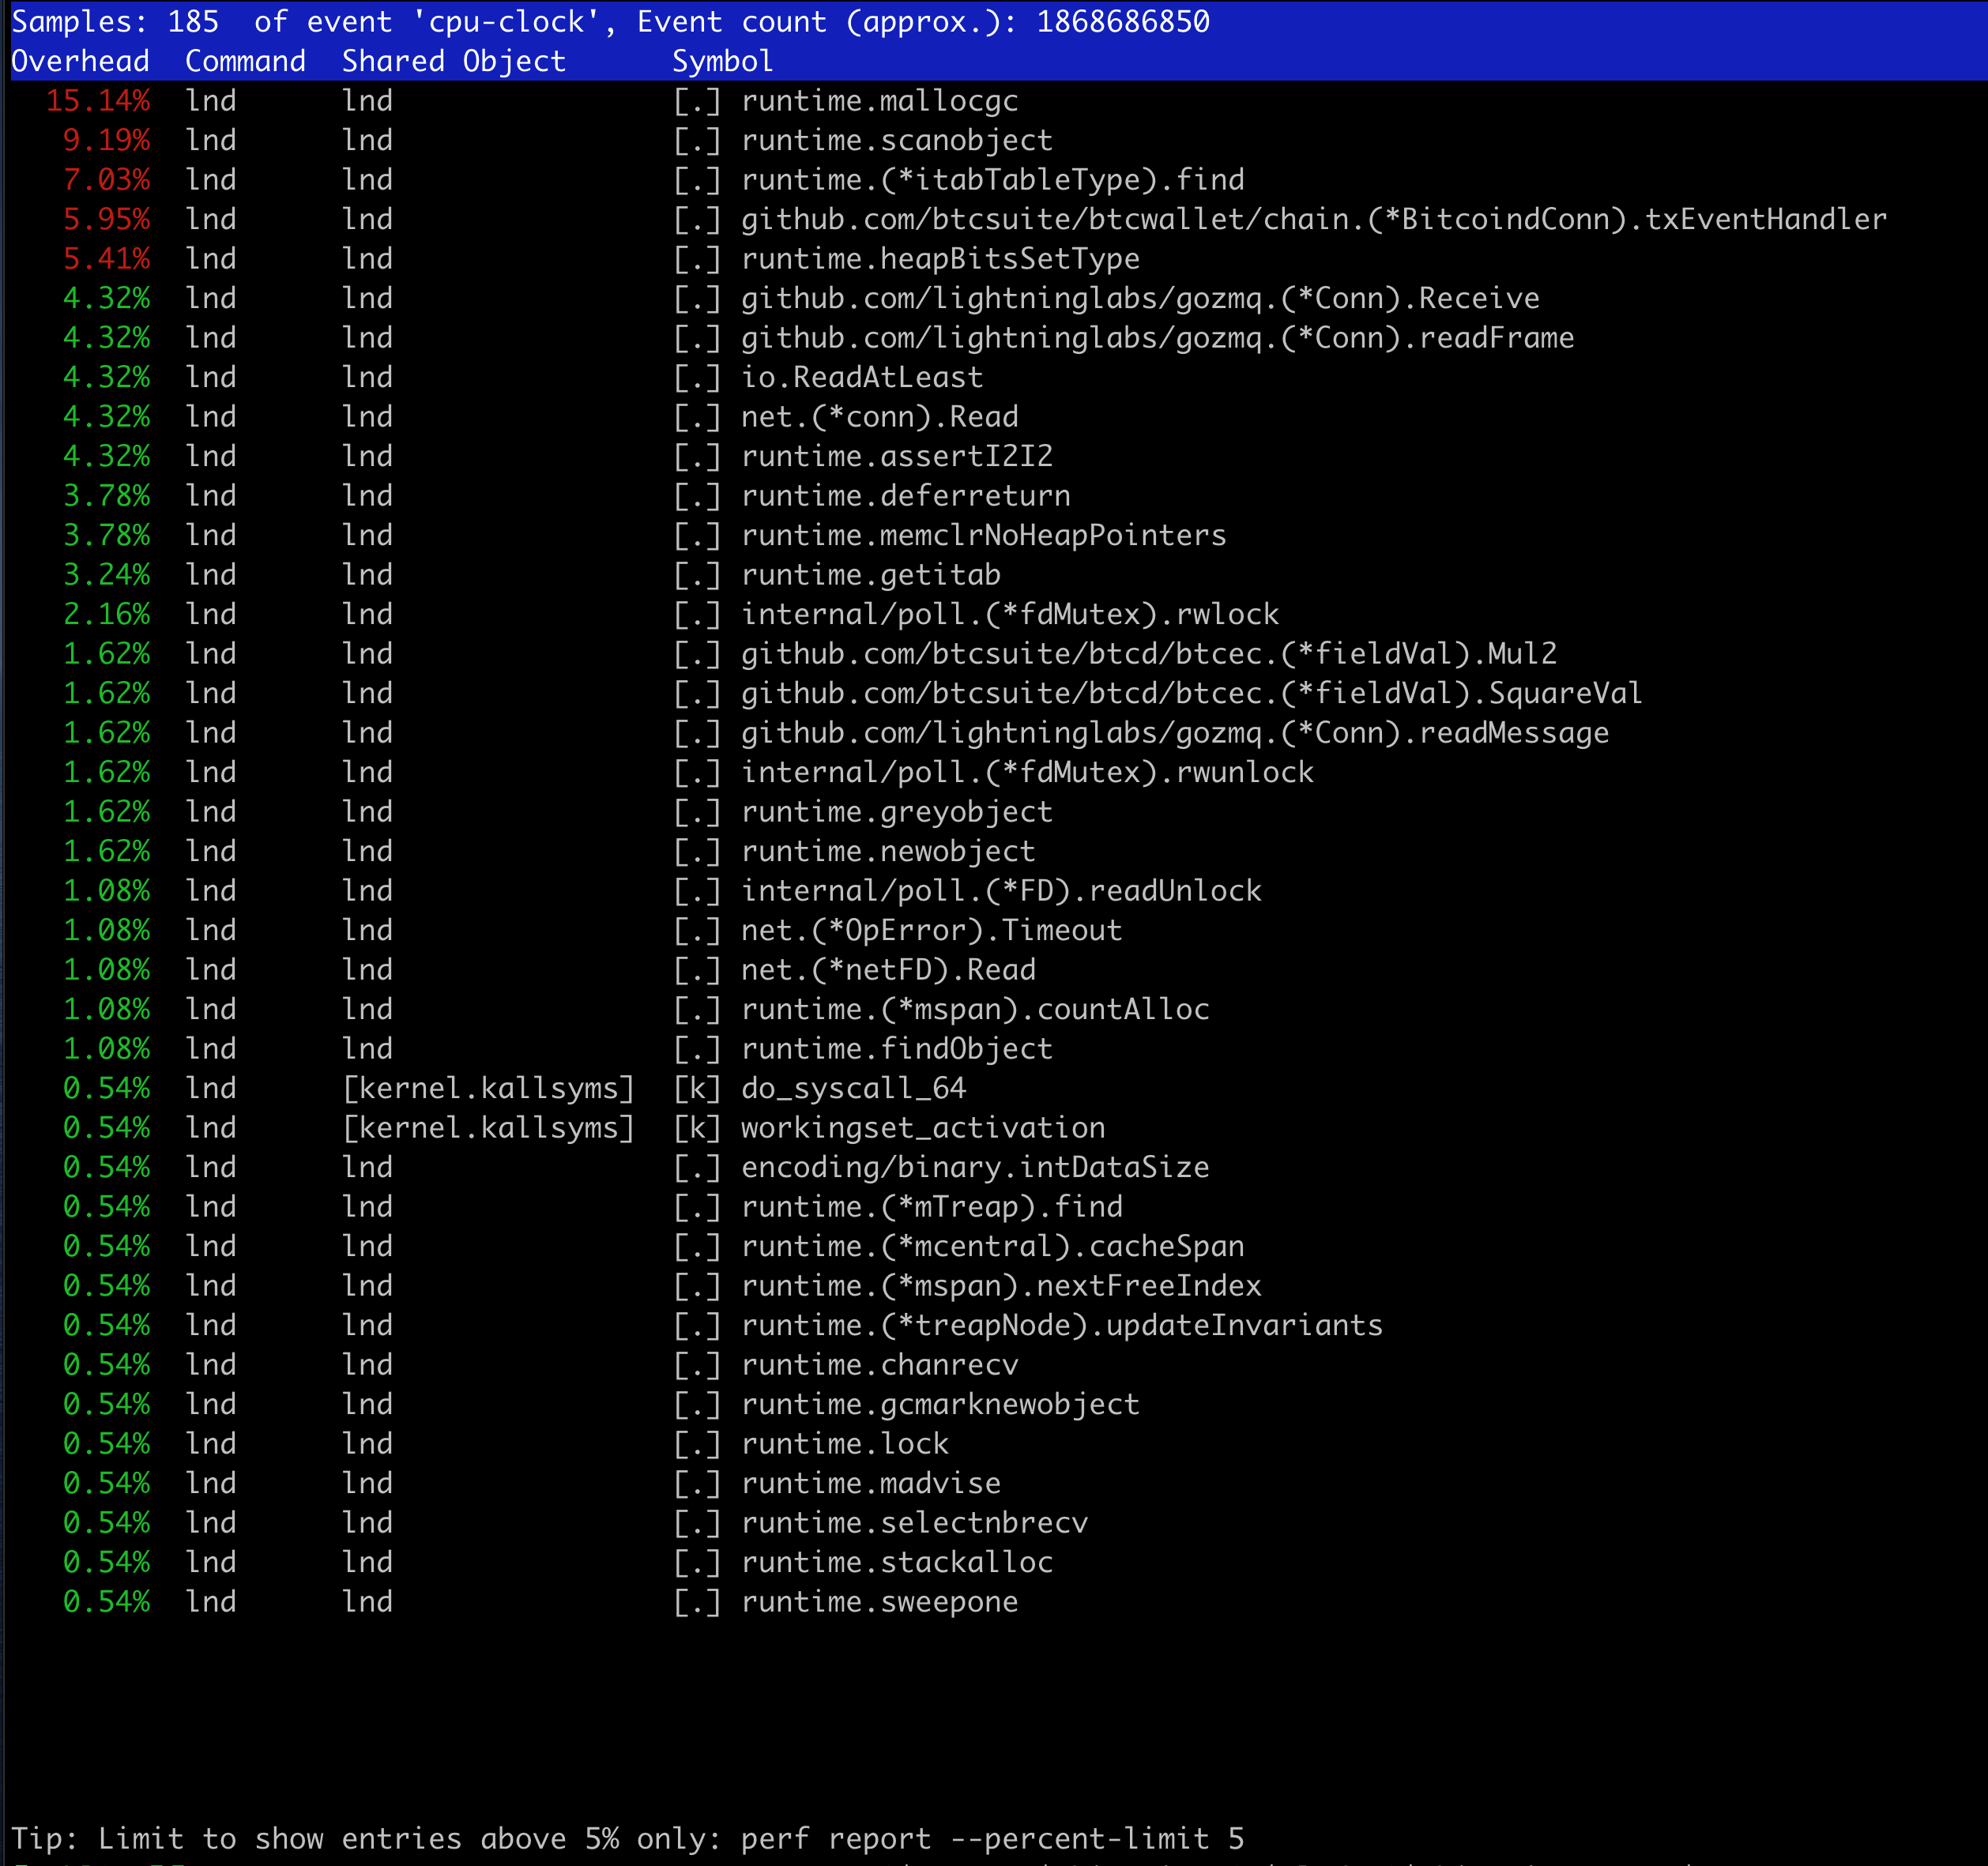 Samples: 185  of event 'cpu-clock', Event count (approx.): 1868686850
Overhead  Command  Shared Object      Symbol
15.14%  lnd      lnd                [.] runtime.mallocgc
9.19%  lnd      lnd                [.] runtime.scanobject
7.03%  lnd      lnd                [.] runtime.(*itabTableType).find
5.95%  lnd      lnd                [.] github.com/btcsuite/btcwallet/chain.(*BitcoindConn).txEventHandler
5.41%  lnd      lnd                [.] runtime.heapBitsSetType
4.32%  lnd      lnd                [.] github.com/lightninglabs/gozmq.(*Conn).Receive
4.32%  lnd      lnd                [.] github.com/lightninglabs/gozmq.(*Conn).readFrame
4.32%  lnd      lnd                [.] io.ReadAtLeast
4.32%  lnd      lnd                [.] net.(*conn).Read
4.32%  lnd      lnd                [.] runtime.assertI2I2
3.78%  lnd      lnd                [.] runtime.deferreturn
3.78%  lnd      lnd                [.] runtime.memclrNoHeapPointers
3.24%  lnd      lnd                [.] runtime.getitab
2.16%  lnd      lnd                [.] internal/poll.(*fdMutex).rwlock
1.62%  lnd      lnd                [.] github.com/btcsuite/btcd/btcec.(*fieldVal).Mul2
1.62%  lnd      lnd                [.] github.com/btcsuite/btcd/btcec.(*fieldVal).SquareVal
1.62%  lnd      lnd                [.] github.com/lightninglabs/gozmq.(*Conn).readMessage
1.62%  lnd      lnd                [.] internal/poll.(*fdMutex).rwunlock
1.62%  lnd      lnd                [.] runtime.greyobject
1.62%  lnd      lnd                [.] runtime.newobject
1.08%  lnd      lnd                [.] internal/poll.(*FD).readUnlock
1.08%  lnd      lnd                [.] net.(*OpError).Timeout
1.08%  lnd      lnd                [.] net.(*netFD).Read
1.08%  lnd      lnd                [.] runtime.(*mspan).countAlloc
1.08%  lnd      lnd                [.] runtime.findObject
0.54%  lnd      [kernel.kallsyms]  [k] do_syscall_64
0.54%  lnd      [kernel.kallsyms]  [k] workingset_activation
0.54%  lnd      lnd                [.] encoding/binary.intDataSize
0.54%  lnd      lnd                [.] runtime.(*mTreap).find
0.54%  lnd      lnd                [.] runtime.(*mcentral).cacheSpan
0.54%  lnd      lnd                [.] runtime.(*mspan).nextFreeIndex
0.54%  lnd      lnd                [.] runtime.(*treapNode).updateInvariants
0.54%  lnd      lnd                [.] runtime.chanrecv
0.54%  lnd      lnd                [.] runtime.gcmarknewobject
0.54%  lnd      lnd                [.] runtime.lock
0.54%  lnd      lnd                [.] runtime.madvise
0.54%  lnd      lnd                [.] runtime.selectnbrecv
0.54%  lnd      lnd                [.] runtime.stackalloc
0.54%  lnd      lnd                [.] runtime.sweepone
Tip: Limit to show entries above 5% only: perf report --percent-limit 5